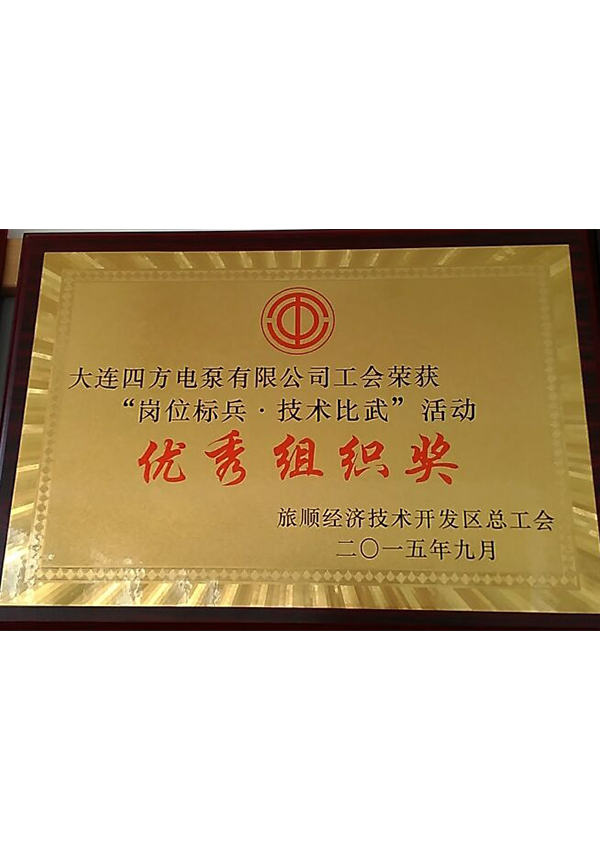 大连四方电泵有限公司工会荣获
“岗位标兵·技术比武”活动
优秀组织奖
旅顺经济技术开发区总工会
二〇一五年九月